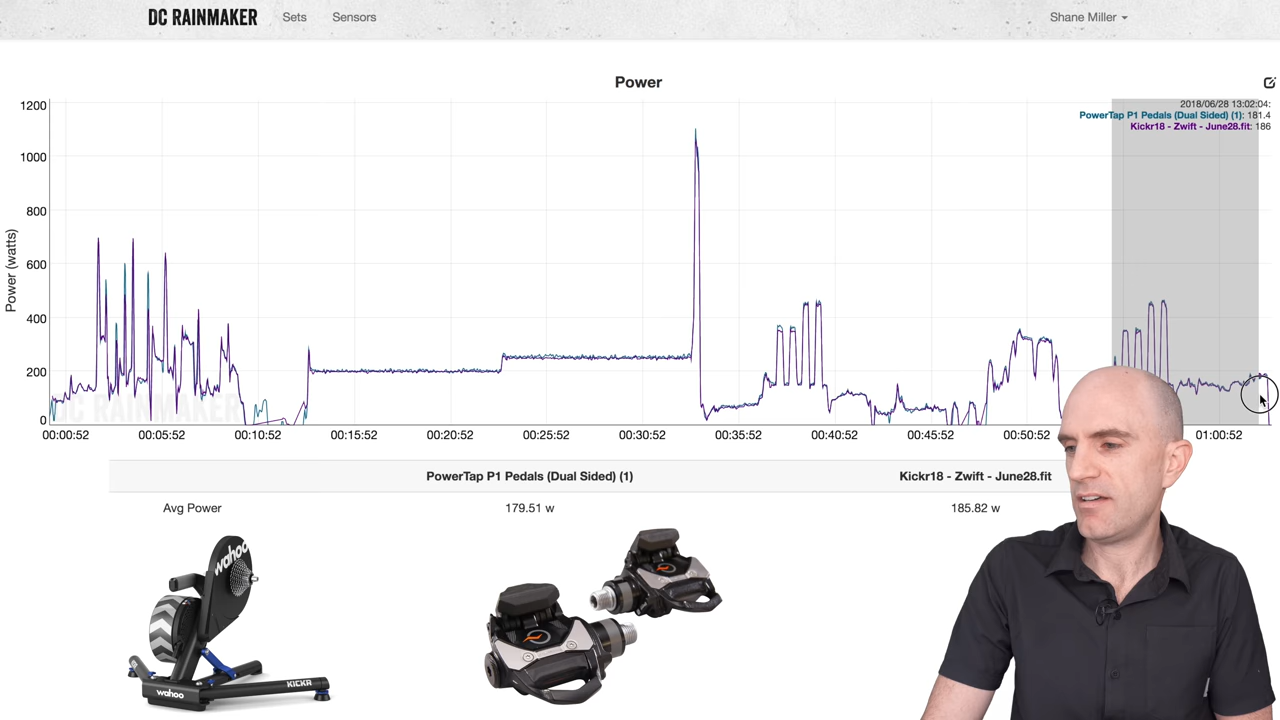 DC RAINMAKER Sets Sensors Shane Miller
Power
2018/06/28 13:02:04:
PowerTap P1 Pedals (Dual Sided) (1): 181.4
Kickr18 - Zwift - June28.fit: 186
1200
1000
800
600
400
200
0
Power (watts)
DC RAINMAKER
00:00:52 00:05:52 00:10:52 00:15:52 00:20:52 00:25:52 00:30:52 00:35:52 00:40:52 00:45:52 00:50:52 01:00:52
PowerTap P1 Pedals (Dual Sided) (1) Kickr18 - Zwift - June28.fit
Avg Power 179.51 w 185.82 w
wahoo
wahoo
KICKR